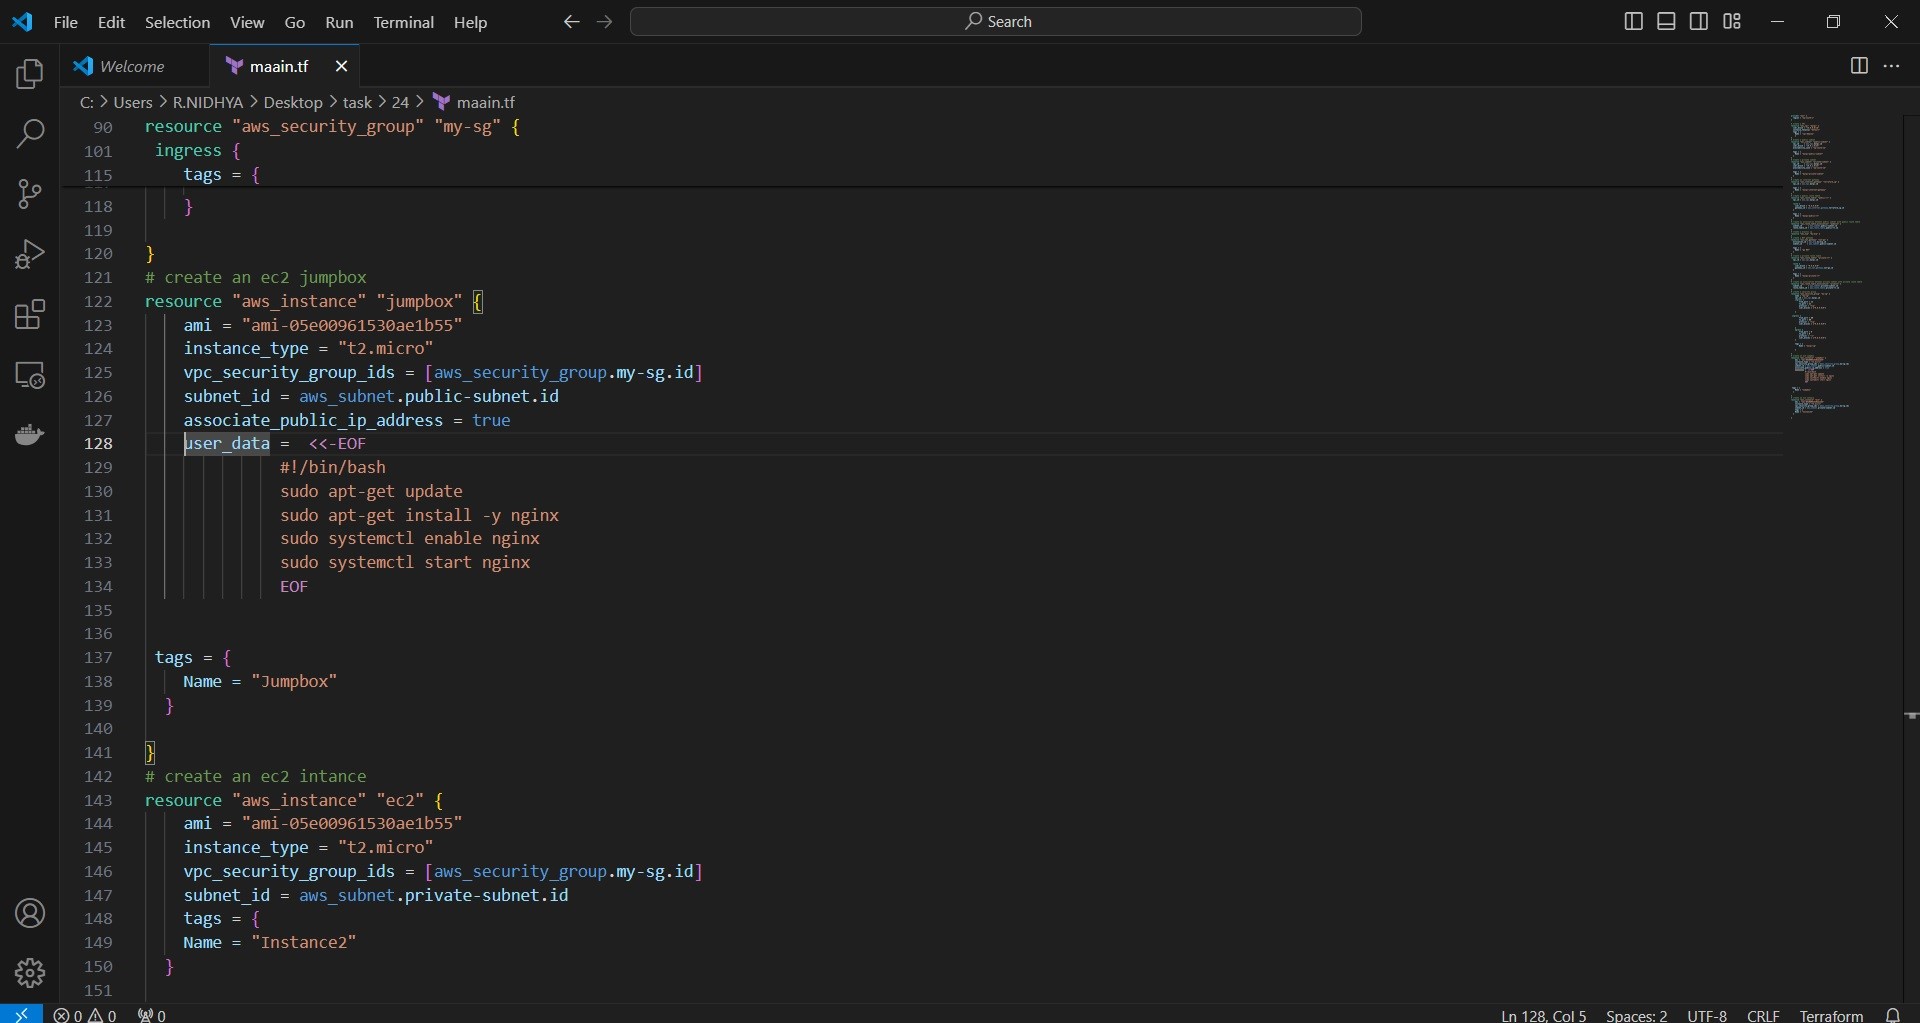 File Edit Selection View Go Run Terminal Help Search
Welcome maain.tf
C: > Users > R.NIDHYA > Desktop > task > 24 > maain.tf
90 resource "aws_security_group" "my-sg" {
101 ingress {
115 tags = {
118 }
119
120 }
121 # create an ec2 jumpbox
122 resource "aws_instance" "jumpbox" {
123 ami = "ami-05e00961530ae1b55"
124 instance_type = "t2.micro"
125 vpc_security_group_ids = [aws_security_group.my-sg.id]
126 subnet_id = aws_subnet.public-subnet.id
127 associate_public_ip_address = true
128 user_data =  <<-EOF
129 #!/bin/bash
130 sudo apt-get update
131 sudo apt-get install -y nginx
132 sudo systemctl enable nginx
133 sudo systemctl start nginx
134 EOF
135
136
137 tags = {
138 Name = "Jumpbox"
139 }
140
141 }
142 # create an ec2 intance
143 resource "aws_instance" "ec2" {
144 ami = "ami-05e00961530ae1b55"
145 instance_type = "t2.micro"
146 vpc_security_group_ids = [aws_security_group.my-sg.id]
147 subnet_id = aws_subnet.private-subnet.id
148 tags = {
149 Name = "Instance2"
150 }
151
0 0 0 Ln 128, Col 5 Spaces: 2 UTF-8 CRLF Terraform